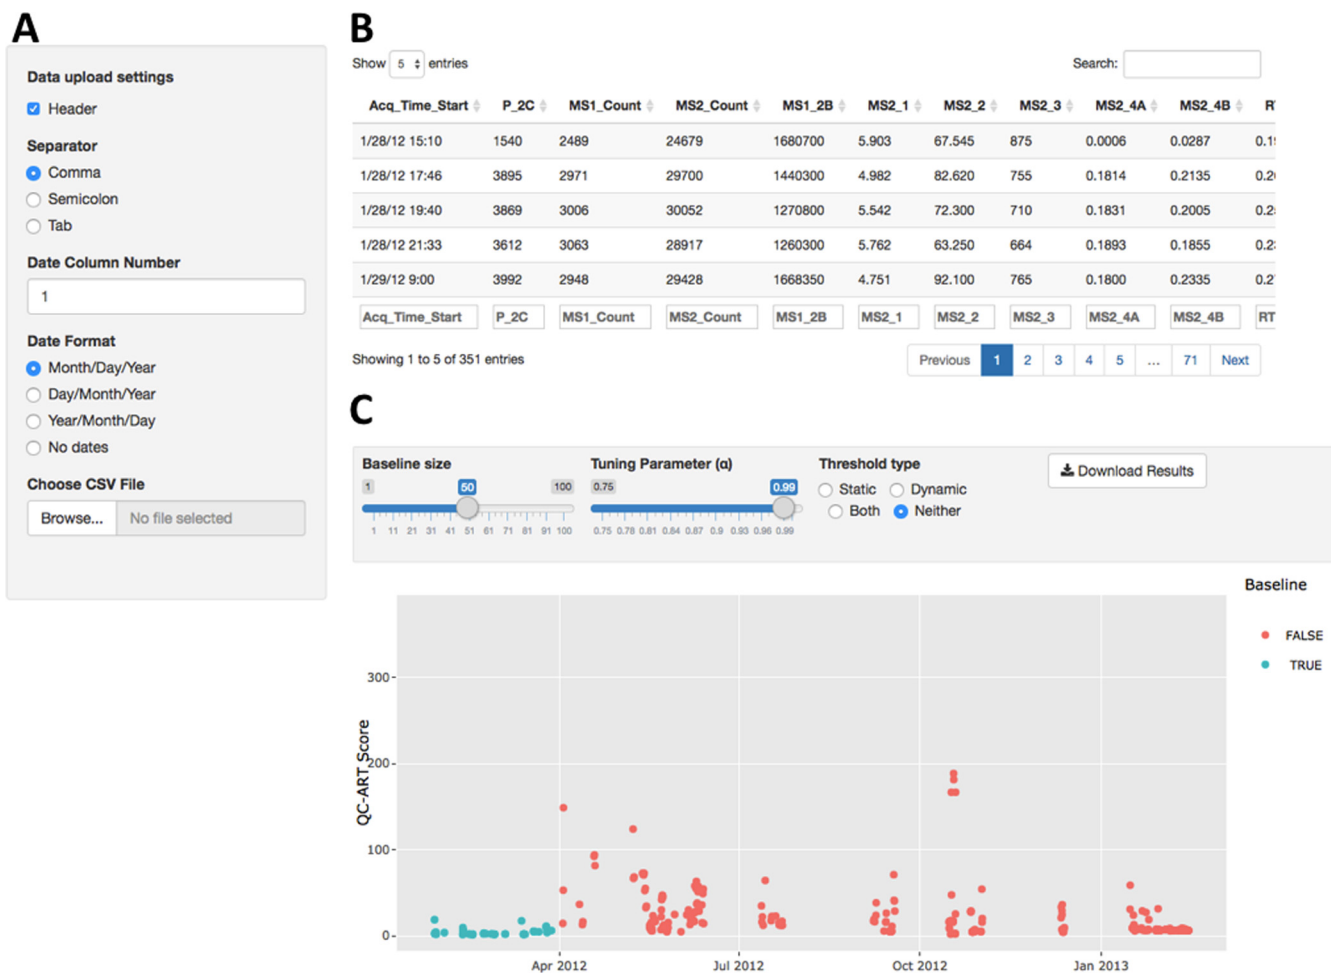 A
Data upload settings
Header
Separator
Comma
Semicolon
Tab
Date Column Number
1
Date Format
Month/Day/Year
Day/Month/Year
Year/Month/Day
No dates
Choose CSV File
Browse... No file selected
B
Show 5 entries Search:
Acq_Time_Start P_2C MS1_Count MS2_Count MS1_2B MS2_1 MS2_2 MS2_3 MS2_4A MS2_4B
1/28/12 15:10 1540 2489 24679 1680700 5.903 67.545 875 0.0006 0.0287
1/28/12 17:46 3895 2971 29700 1440300 4.982 82.620 755 0.1814 0.2135
1/28/12 19:40 3869 3006 30052 1270800 5.542 72.300 710 0.1831 0.2005
1/28/12 21:33 3612 3063 28917 1260300 5.762 63.250 664 0.1893 0.1855
1/29/12 9:00 3992 2948 29428 1668350 4.751 92.100 765 0.1800 0.2335
Acq_Time_Start P_2C MS1_Count MS2_Count MS1_2B MS2_1 MS2_2 MS2_3 MS2_4A MS2_4B RT
Showing 1 to 5 of 351 entries Previous 1 2 3 4 5 ... 71 Next
C
Baseline size Tuning Parameter (α) Threshold type Download Results
1 50 100 0.75 0.99 Static Dynamic
Both Neither
1 11 21 31 41 51 61 71 81 91 100 0.75 0.78 0.81 0.84 0.87 0.9 0.93 0.96 0.99
Baseline
FALSE
TRUE
QC-ART Score
300
200
100
0
Apr 2012 Jul 2012 Oct 2012 Jan 2013